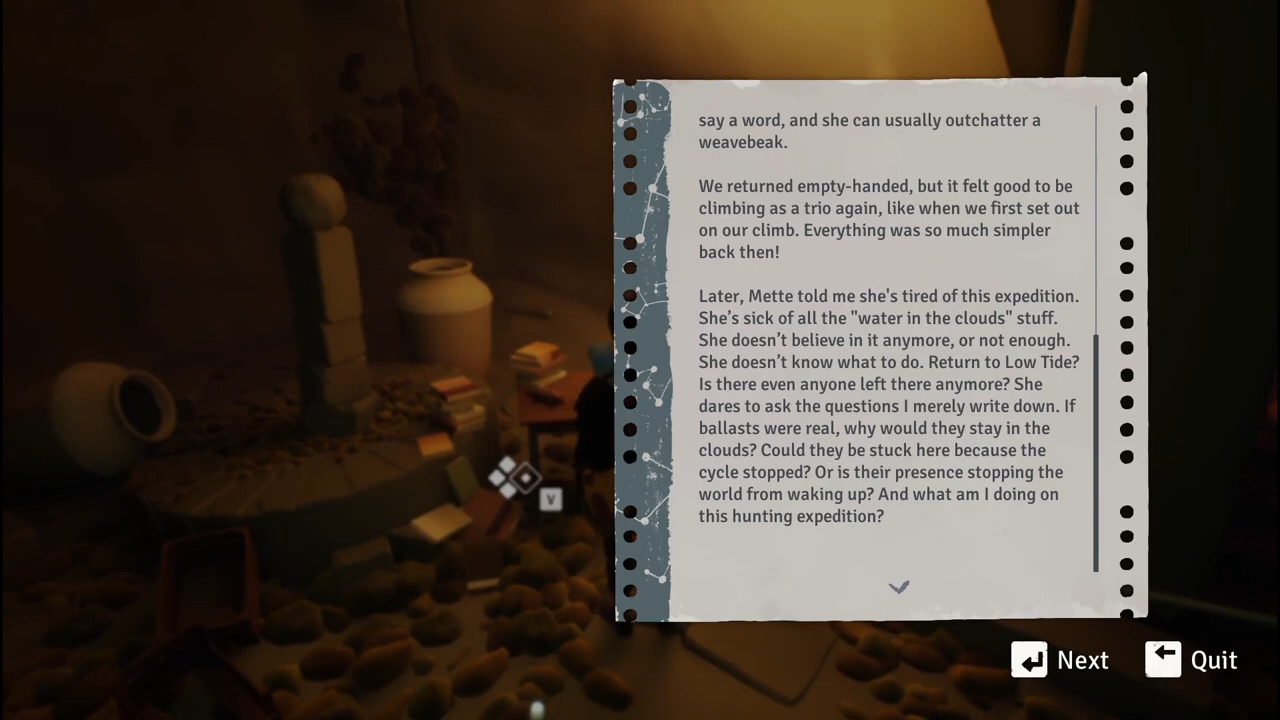 say a word, and she can usually outchatter a
weavebeak.
We returned empty-handed, but it felt good to be
climbing as a trio again, like when we first set out
on our climb. Everything was so much simpler
back then!
Later, Mette told me she's tired of this expedition.
She’s sick of all the "water in the clouds" stuff.
She doesn’t believe in it anymore, or not enough.
She doesn’t know what to do. Return to Low Tide?
Is there even anyone left there anymore? She
dares to ask the questions I merely write down. If
ballasts were real, why would they stay in the
clouds? Could they be stuck here because the
cycle stopped? Or is their presence stopping the
world from waking up? And what am I doing on
this hunting expedition?
V
Next
Quit